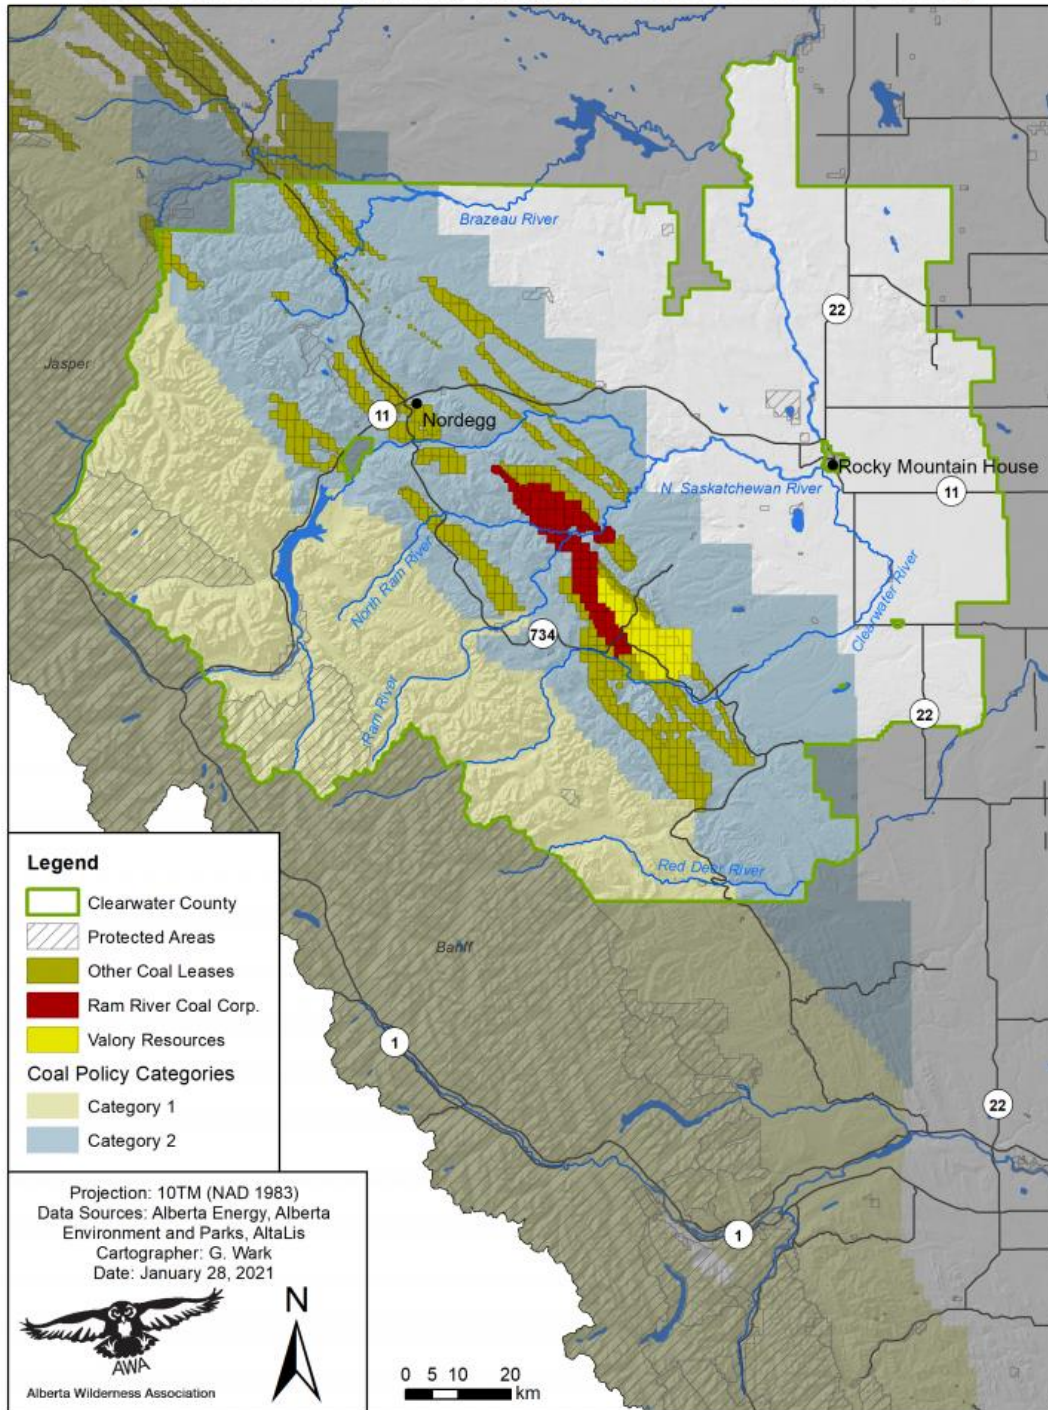 Brazeau River
22
Jasper
11
Nordegg
Rocky Mountain House
N. Saskatchewan River
11
North Ram River
Clearwater River
734
Ram River
22
Red Deer River
Banff
1
22
1
Legend
Clearwater County
Protected Areas
Other Coal Leases
Ram River Coal Corp.
Valory Resources
Coal Policy Categories
Category 1
Category 2
Projection: 10TM (NAD 1983)
Data Sources: Alberta Energy, Alberta
Environment and Parks, AltaLis
Cartographer: G. Wark
Date: January 28, 2021
AWA
Alberta Wilderness Association
N
0 5 10 20
km